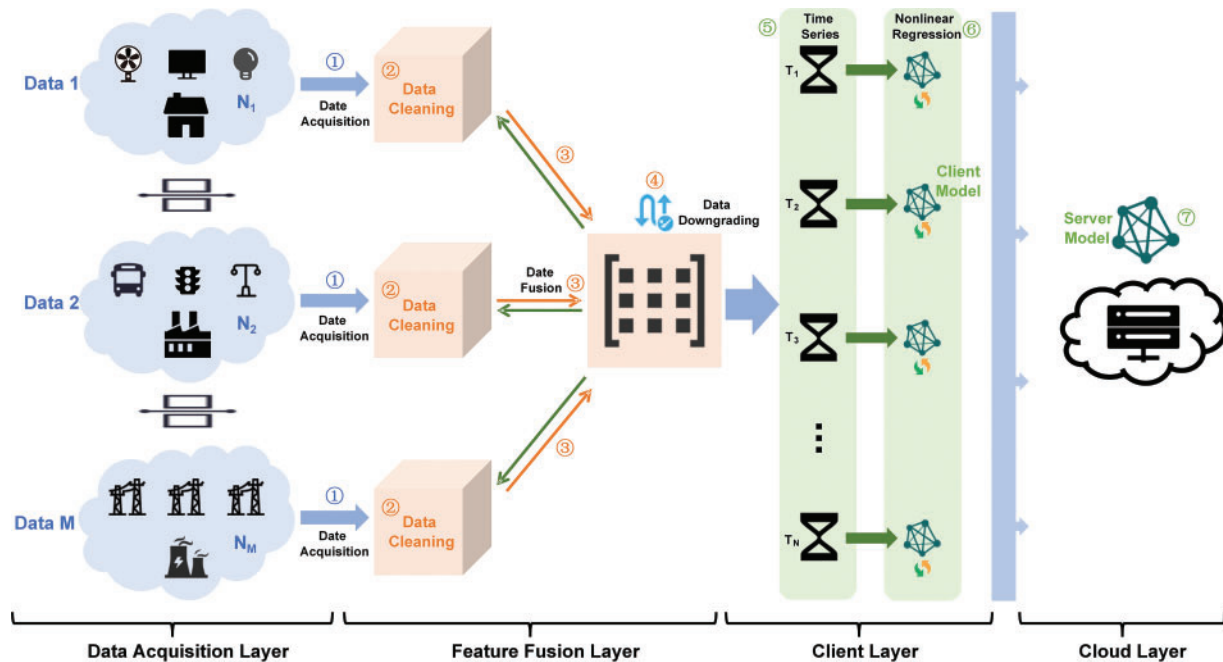 Data 1
N1
①
Date
Acquisition
②
Data
Cleaning
③
Data 2
N2
①
Date
Acquisition
②
Data
Cleaning
Date
Fusion
③
Data M
NM
①
Date
Acquisition
②
Data
Cleaning
③
④
Data
Downgrading
⑤
Time
Series
Nonlinear
Regression
⑥
T1
T2
T3
TN
Client
Model
Server
Model
⑦
Data Acquisition Layer
Feature Fusion Layer
Client Layer
Cloud Layer